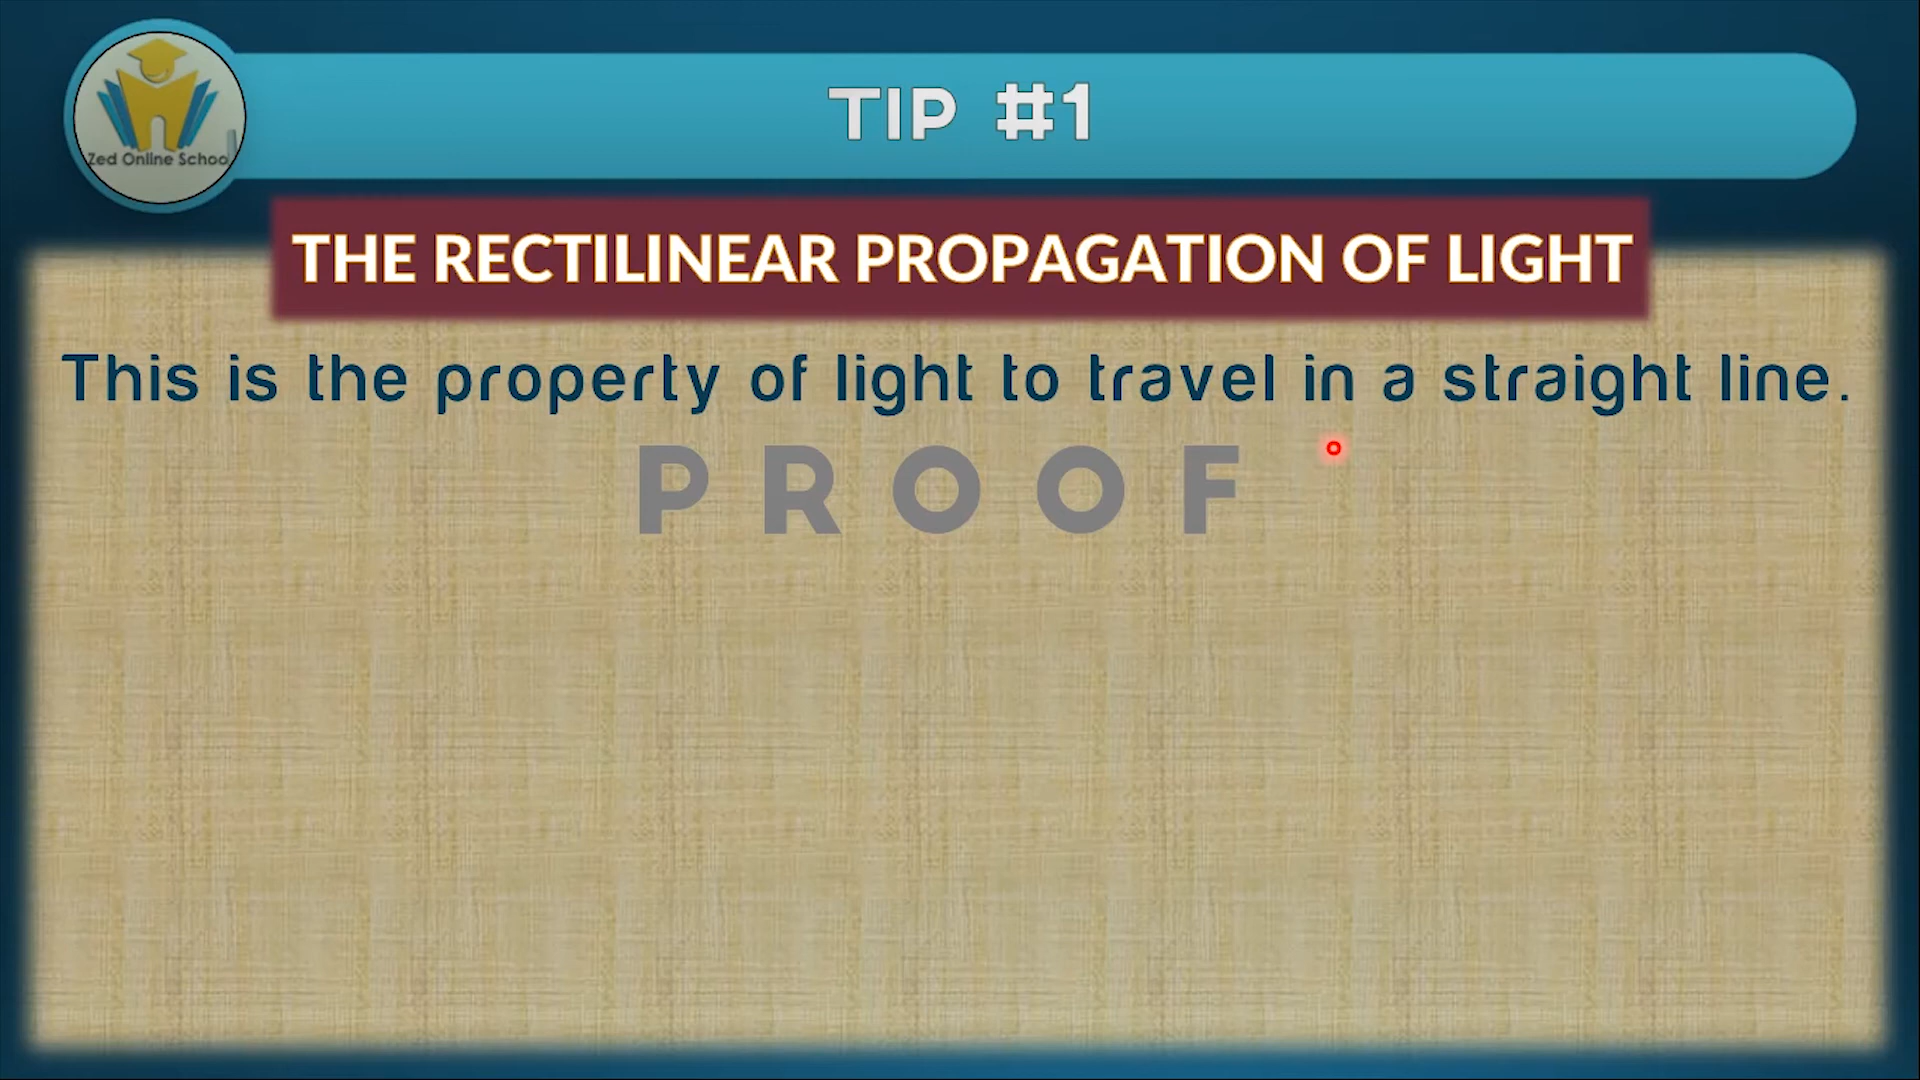 TIP #1
Zed Online School
THE RECTILINEAR PROPAGATION OF LIGHT
This is the property of light to travel in a straight line.
PROOF